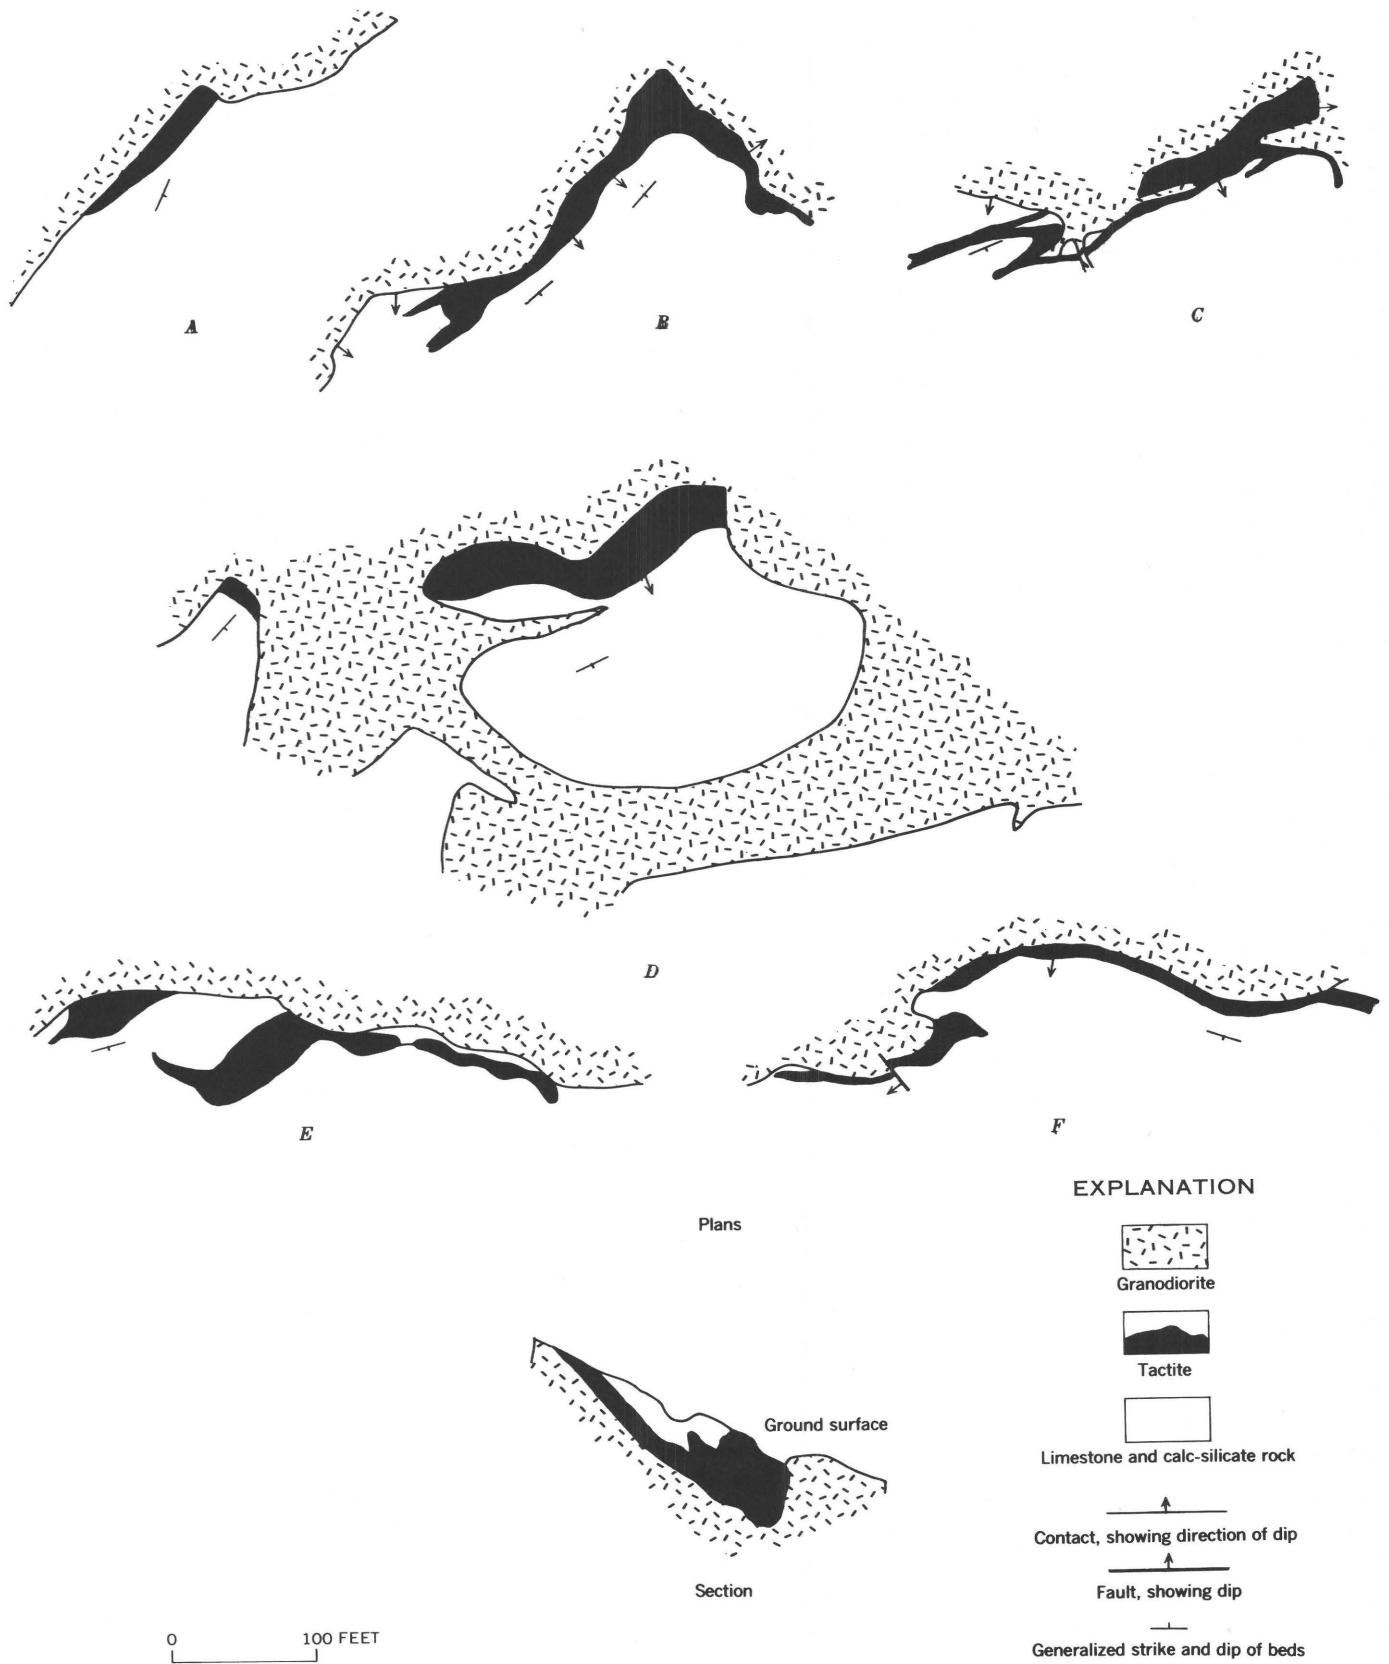 A
B
C
D
E
F
Plans
EXPLANATION
Granodiorite
Tactite
Limestone and calc-silicate rock
Contact, showing direction of dip
Fault, showing dip
Generalized strike and dip of beds
Ground surface
Section
0 100 FEET